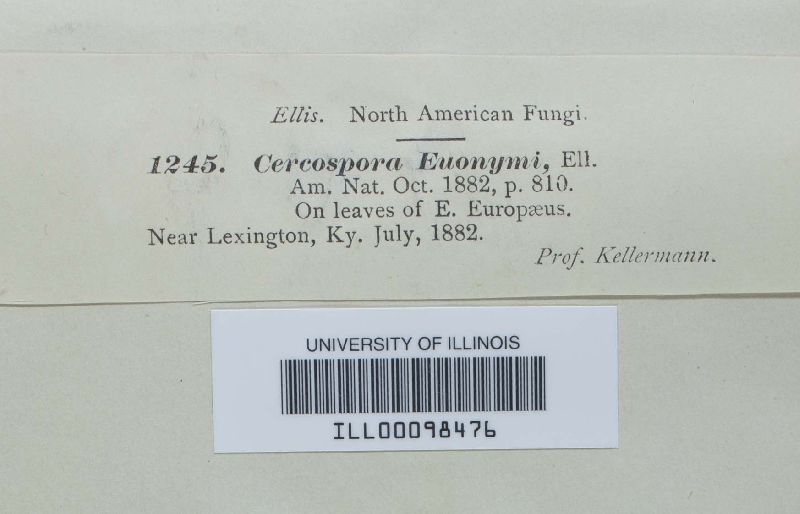 Ellis. North American Fungi.
1245. Cercospora Euonymi, Ell.
Am. Nat. Oct. 1882, p. 810.
On leaves of E. Europæus.
Near Lexington, Ky. July, 1882.
Prof. Kellermann.
UNIVERSITY OF ILLINOIS
ILL00098476